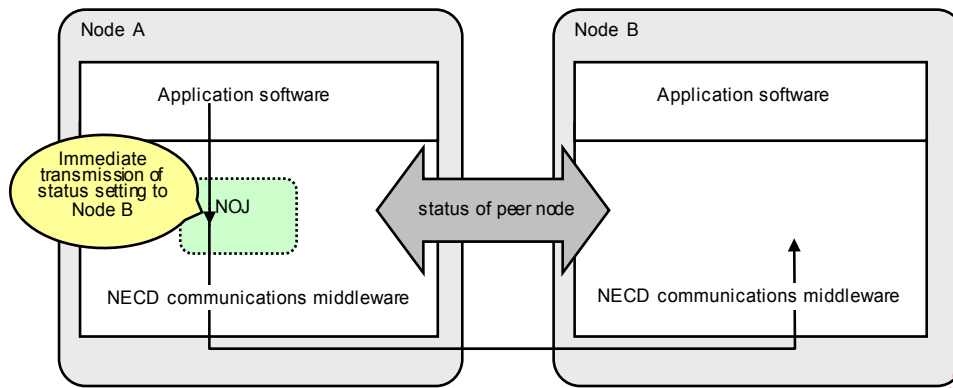 Node A
Application software
Immediate
transmission of
status setting to
Node B
NOJ
NECD communications middleware
status of peer node
Node B
Application software
NECD communications middleware